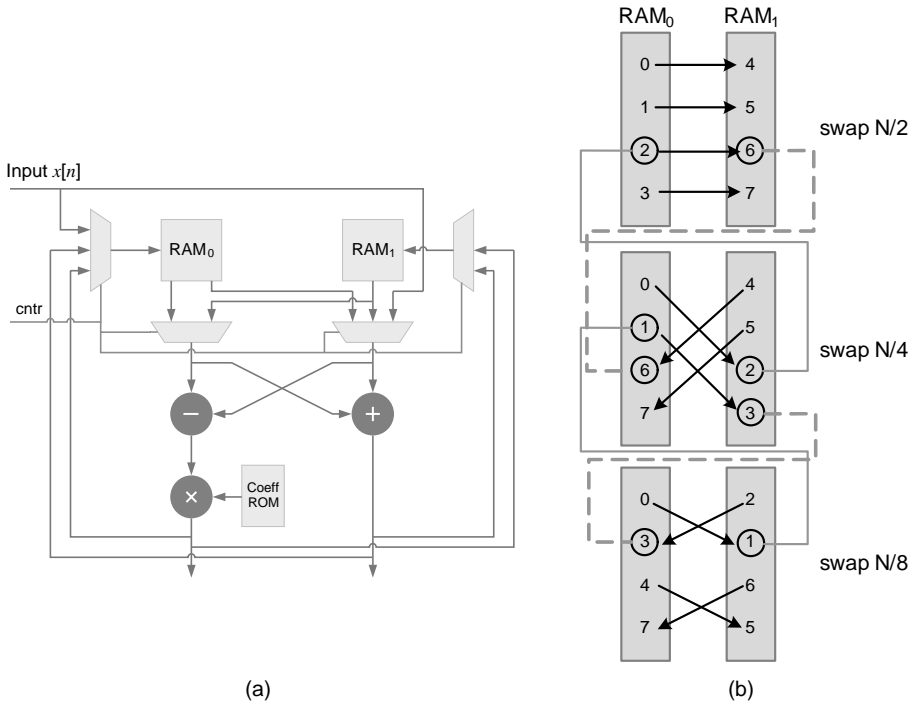 Input x[n]
RAM0
RAM1
cntr
−
+
×
Coeff
ROM
(a)
RAM0 RAM1
0 4
1 5
2 6
3 7
swap N/2
0 4
1 5
6 2
7 3
swap N/4
0 2
3 1
4 6
7 5
swap N/8
(b)